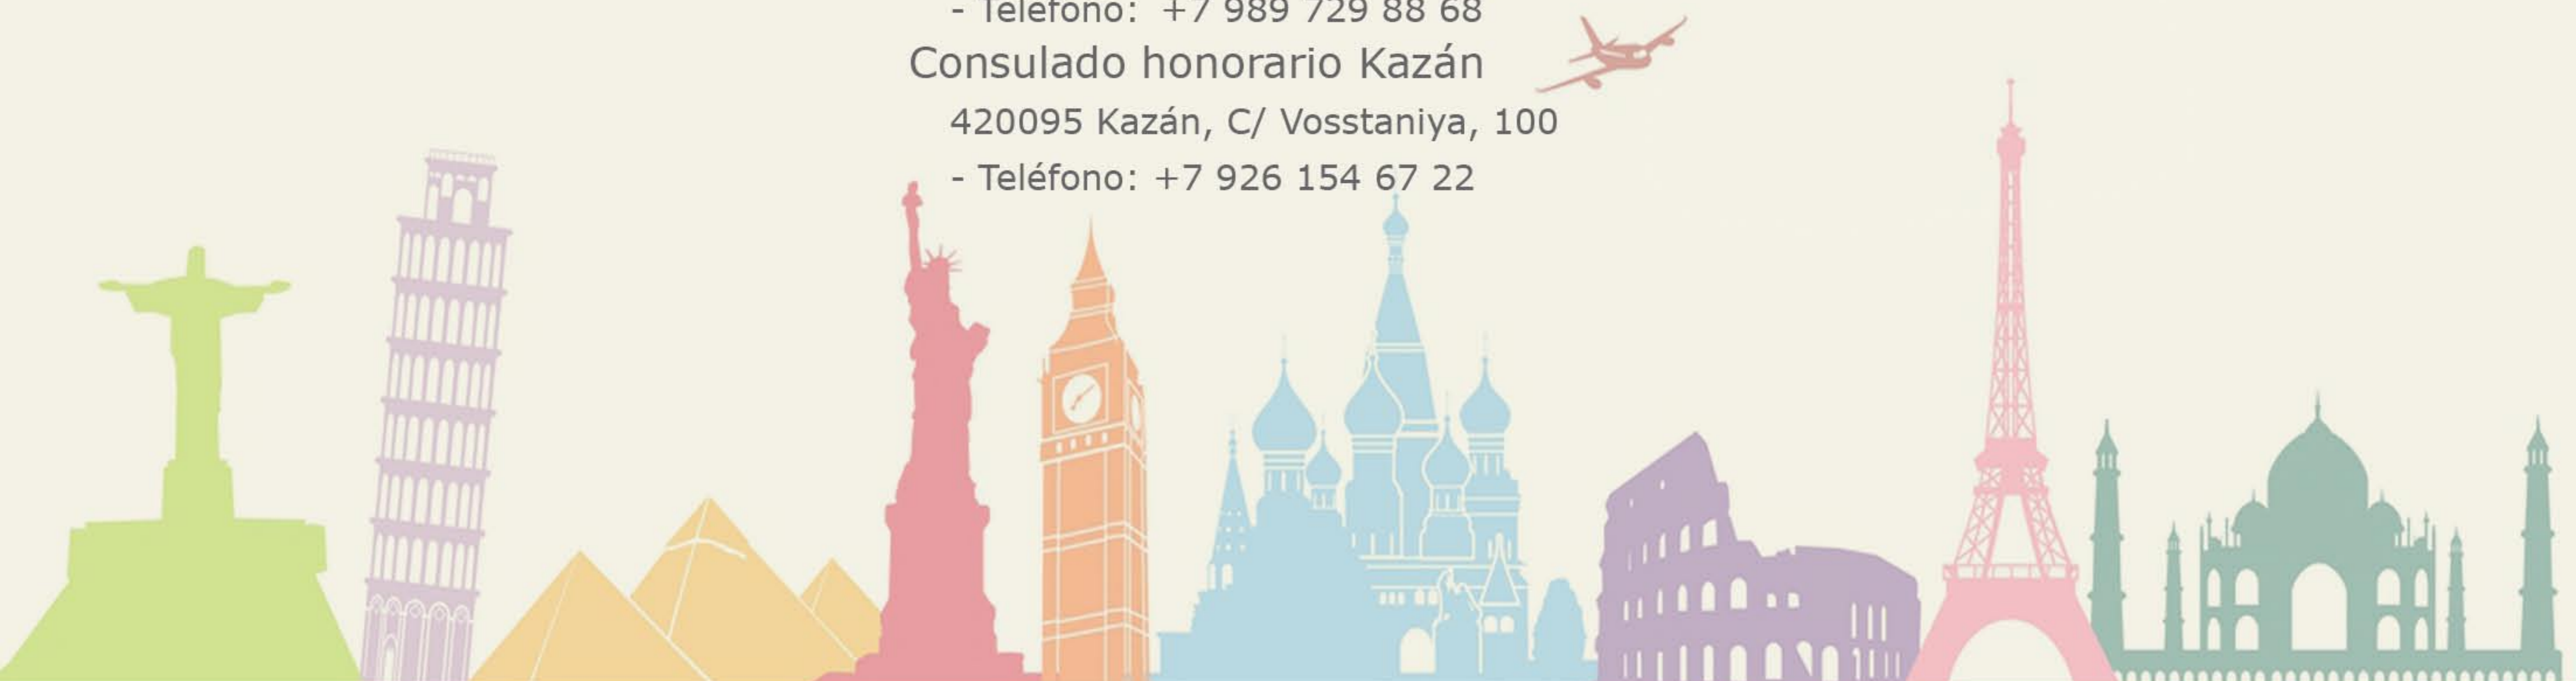 - Teléfono: +7 989 729 88 68
Consulado honorario Kazán
420095 Kazán, C/ Vosstaniya, 100
- Teléfono: +7 926 154 67 22